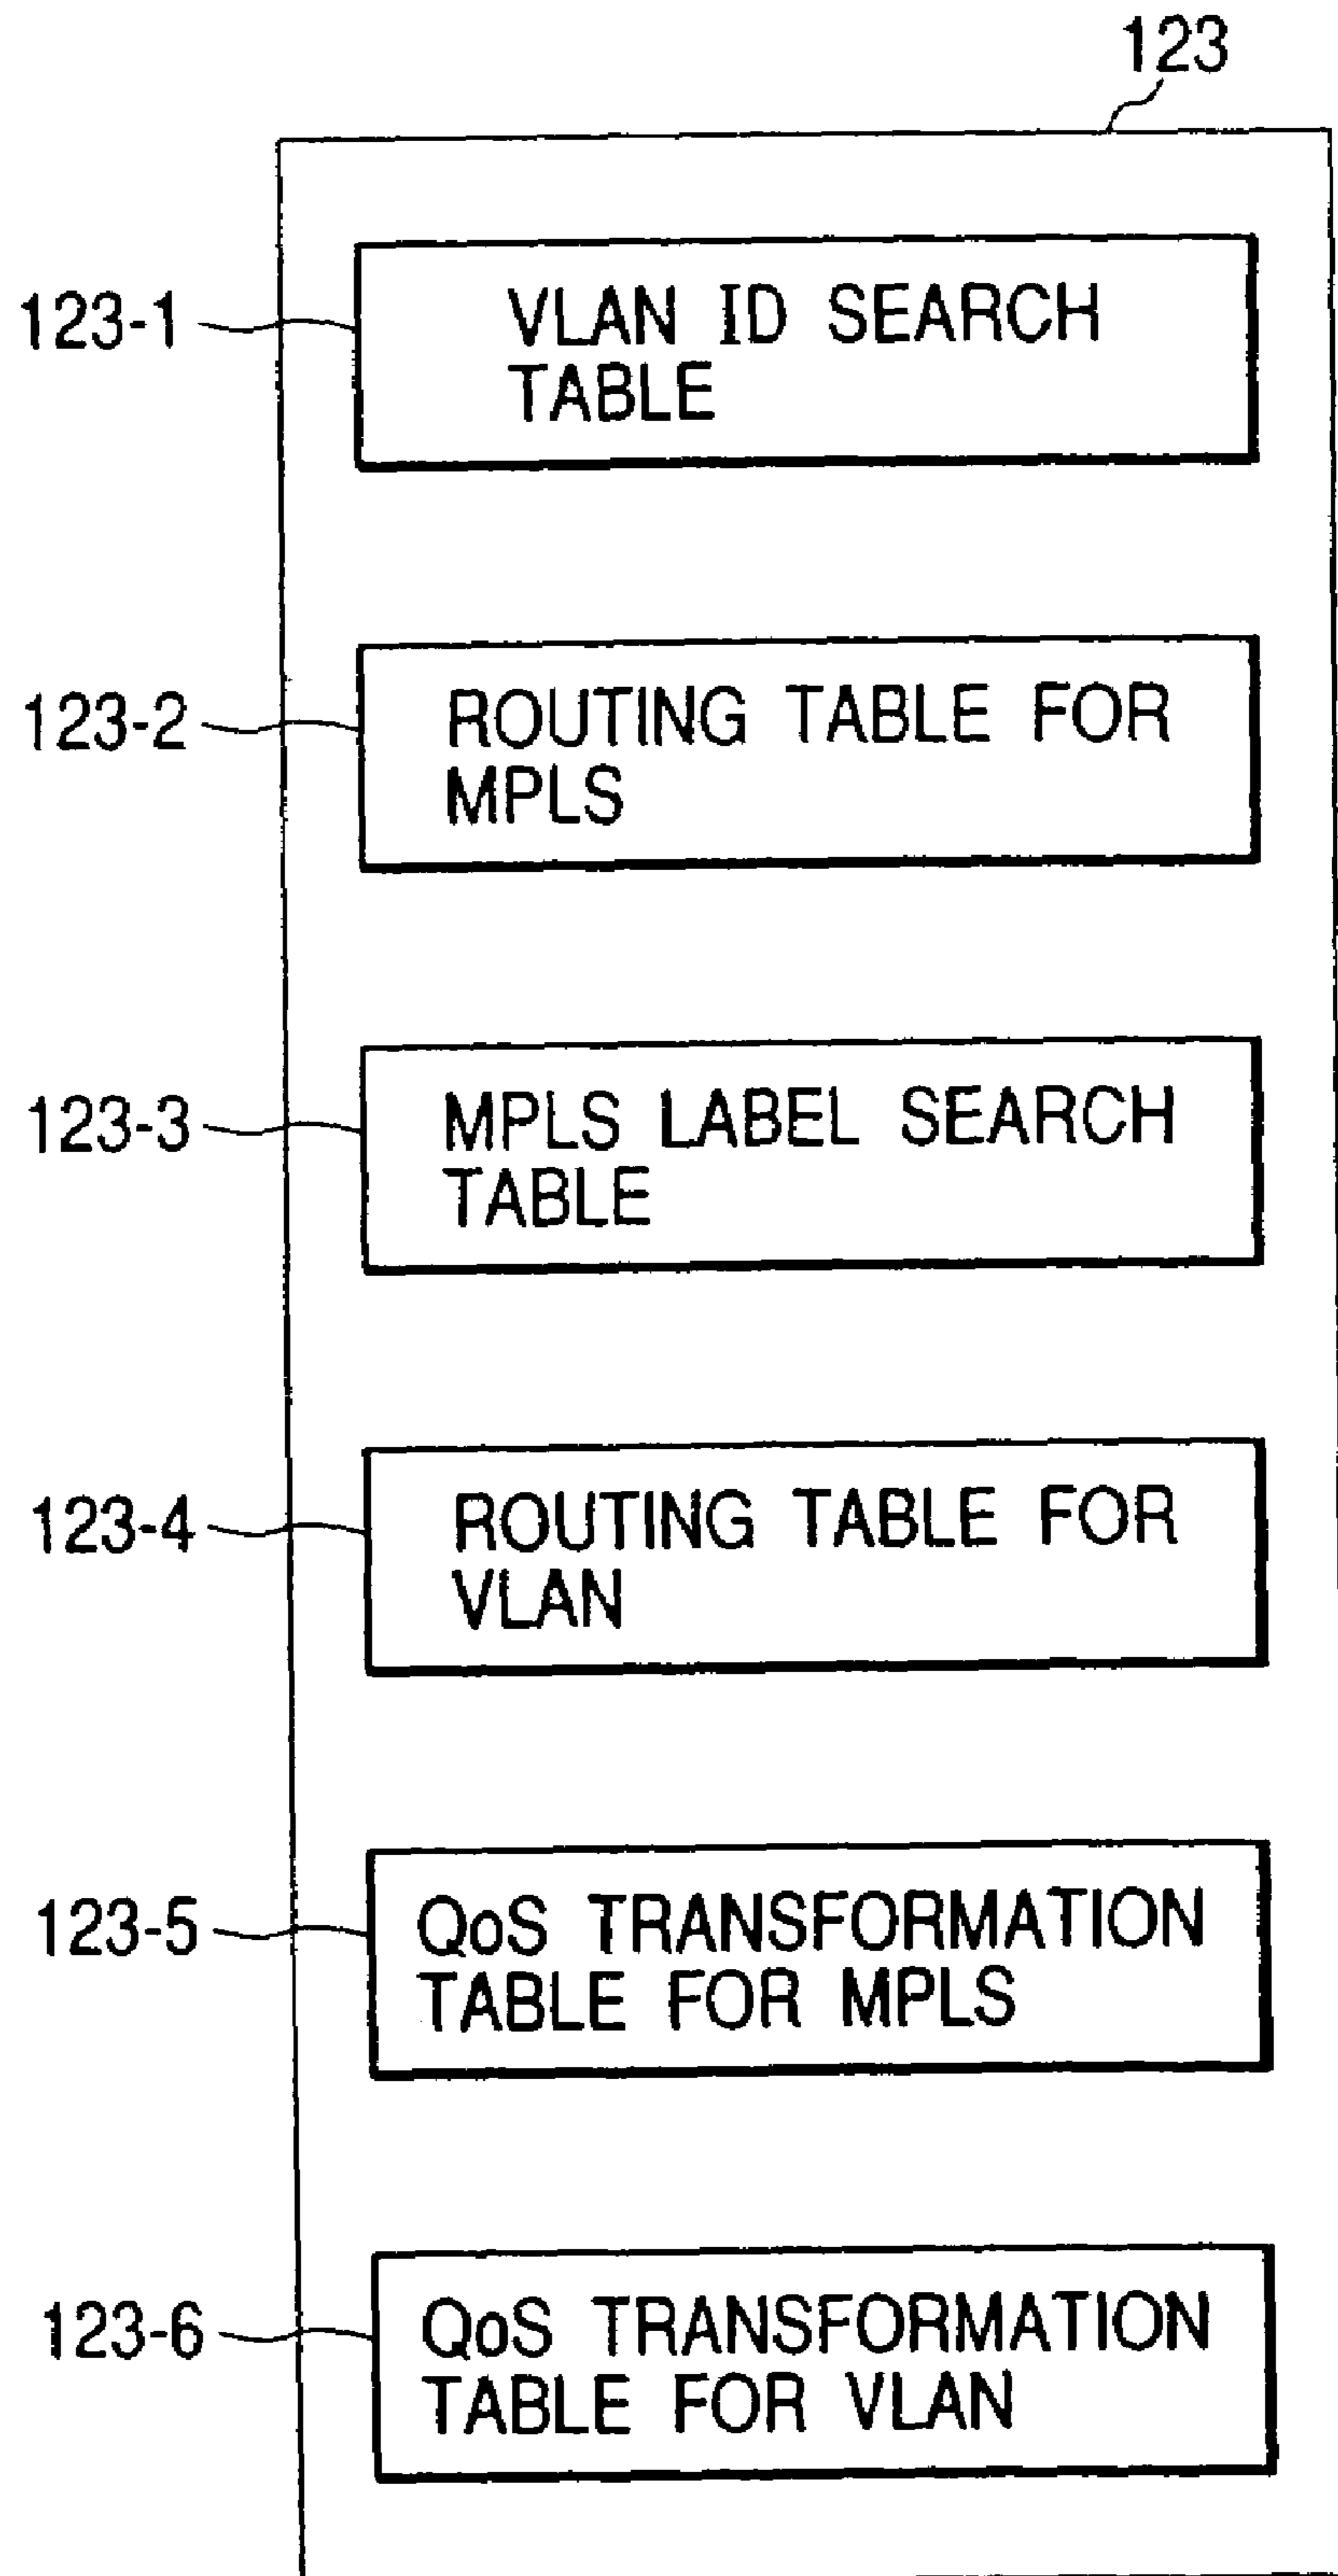 123
123-1
VLAN ID SEARCH
TABLE
123-2
ROUTING TABLE FOR
MPLS
123-3
MPLS LABEL SEARCH
TABLE
123-4
ROUTING TABLE FOR
VLAN
123-5
QoS TRANSFORMATION
TABLE FOR MPLS
123-6
QoS TRANSFORMATION
TABLE FOR VLAN